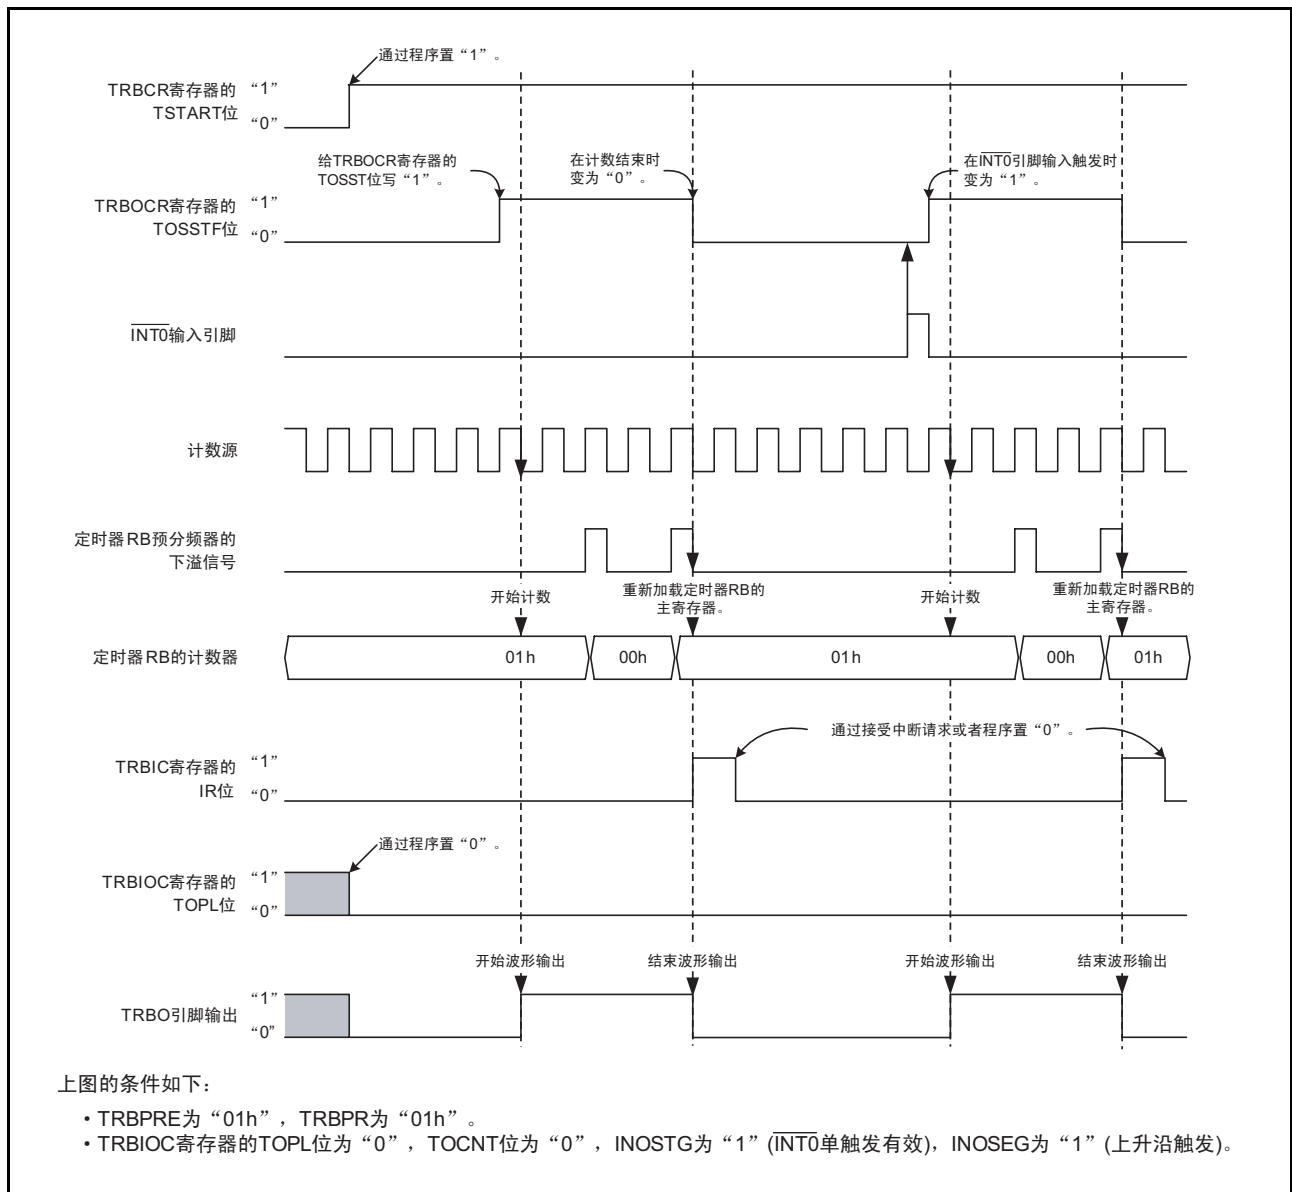 通过程序置“1”。
TRBCR寄存器的 “1”
TSTART位 “0”
给TRBOCR寄存器的
TOSST位写“1”。
在计数结束时
变为“0”。
在INT0引脚输入触发时
变为“1”。
TRBOCR寄存器的 “1”
TOSSTF位 “0”
INT0输入引脚
计数源
定时器RB预分频器的
下溢信号
开始计数
重新加载定时器RB的
主寄存器。
开始计数
重新加载定时器RB的
主寄存器。
定时器RB的计数器 01h 00h 01h 00h 01h
通过接受中断请求或者程序置“0”。
TRBIC寄存器的 “1”
IR位 “0”
通过程序置“0”。
TRBIOC寄存器的 “1”
TOPL位 “0”
开始波形输出 结束波形输出 开始波形输出 结束波形输出
TRBO引脚输出 “1”
“0”
上图的条件如下：
•TRBPRE为“01h”，TRBPR为“01h”。
•TRBIOC寄存器的TOPL位为“0”，TOCNT位为“0”，INOSTG为“1”(INT0单触发有效)，INOSEG为“1”(上升沿触发)。